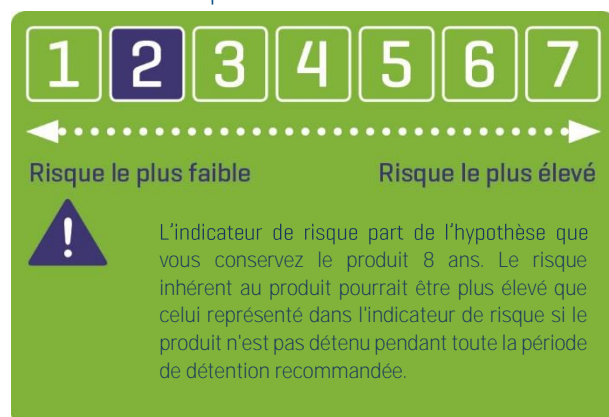 1 2 3 4 5 6 7
Risque le plus faible Risque le plus élevé
!
L'indicateur de risque part de l'hypothèse que
vous conservez le produit 8 ans. Le risque
inhérent au produit pourrait être plus élevé que
celui représenté dans l'indicateur de risque si le
produit n'est pas détenu pendant toute la période
de détention recommandée.